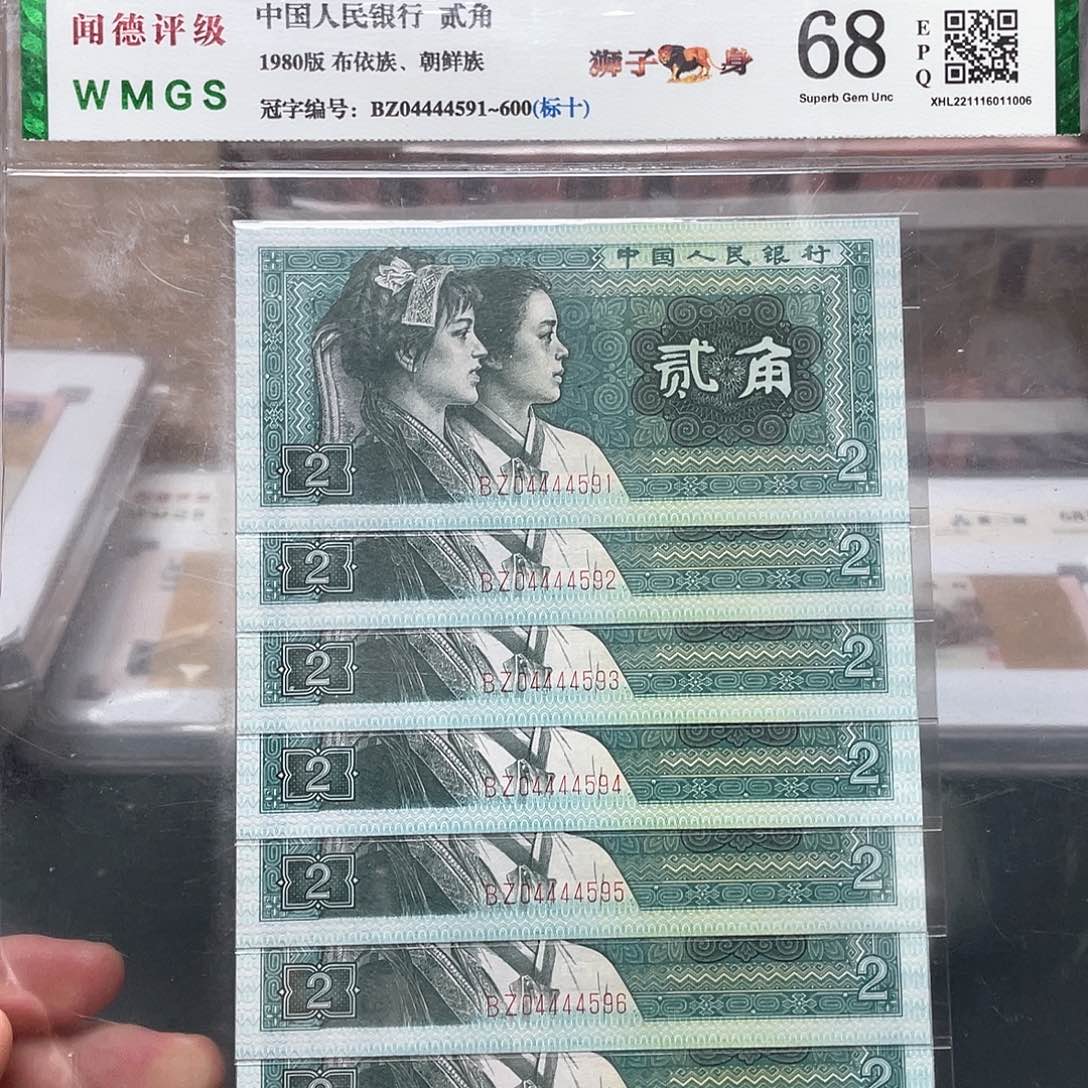 闻德评级
WMGS
中国人民银行 贰角
1980版 布依族、朝鲜族
冠字编号：BZ04444591~600(标十)
狮子身
68
Superb Gem Unc
EPQ
XHL221116011006
中国人民银行
贰角
2
BZ04444591
2
2
BZ04444592
2
2
BZ04444593
2
2
BZ04444594
2
2
BZ04444595
2
2
BZ04444596
2
2
2